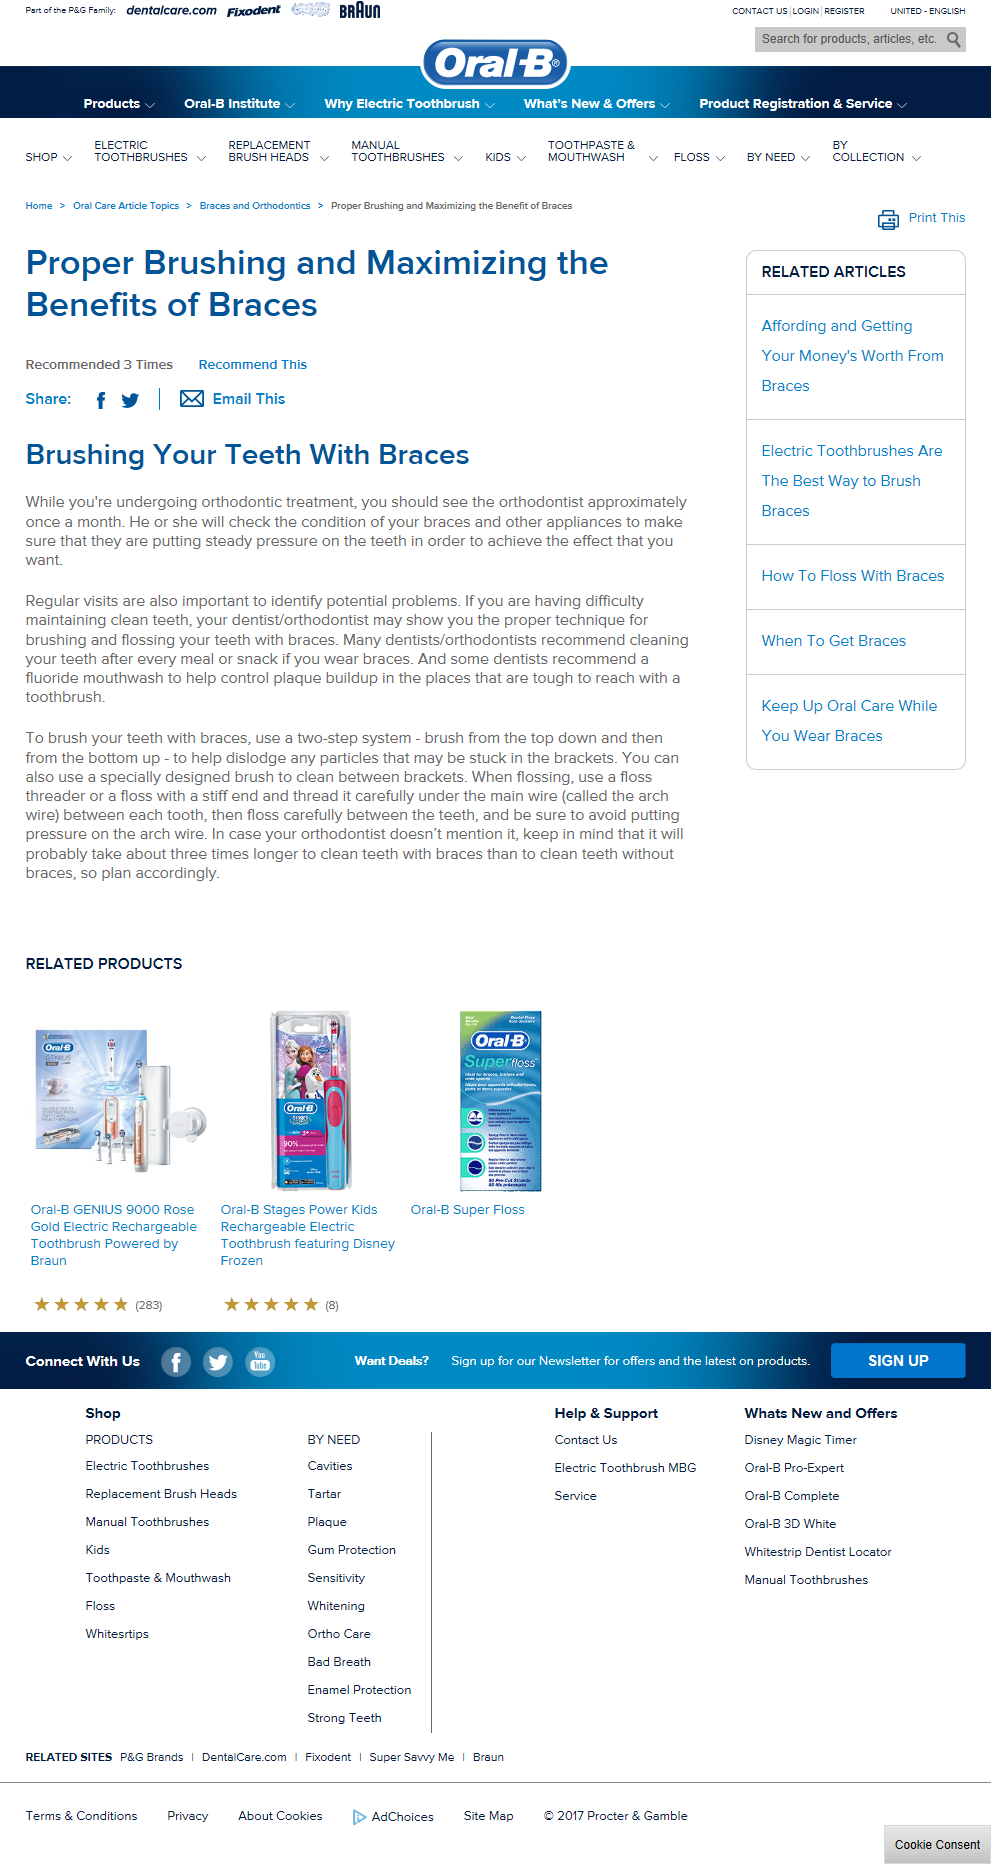 Part of the P&G Family:
dentalcare.com
Fixodent
BRAUN
CONTACT US | LOGIN | REGISTER
UNITED - ENGLISH
Search for products, articles, etc.
Oral-B®
Products
Oral-B Institute
Why Electric Toothbrush
What's New & Offers
Product Registration & Service
SHOP
ELECTRIC
TOOTHBRUSHES
REPLACEMENT
BRUSH HEADS
MANUAL
TOOTHBRUSHES
KIDS
TOOTHPASTE &
MOUTHWASH
FLOSS
BY NEED
BY
COLLECTION
Home > Oral Care Article Topics > Braces and Orthodontics > Proper Brushing and Maximizing the Benefit of Braces
Print This
Proper Brushing and Maximizing the
Benefits of Braces
Recommended 3 Times
Recommend This
Share:
Email This
Brushing Your Teeth With Braces
While you're undergoing orthodontic treatment, you should see the orthodontist approximately
once a month. He or she will check the condition of your braces and other appliances to make
sure that they are putting steady pressure on the teeth in order to achieve the effect that you
want.
Regular visits are also important to identify potential problems. If you are having difficulty
maintaining clean teeth, your dentist/orthodontist may show you the proper technique for
brushing and flossing your teeth with braces. Many dentists/orthodontists recommend cleaning
your teeth after every meal or snack if you wear braces. And some dentists recommend a
fluoride mouthwash to help control plaque buildup in the places that are tough to reach with a
toothbrush.
To brush your teeth with braces, use a two-step system - brush from the top down and then
from the bottom up - to help dislodge any particles that may be stuck in the brackets. You can
also use a specially designed brush to clean between brackets. When flossing, use a floss
threader or a floss with a stiff end and thread it carefully under the main wire (called the arch
wire) between each tooth, then floss carefully between the teeth, and be sure to avoid putting
pressure on the arch wire. In case your orthodontist doesn't mention it, keep in mind that it will
probably take about three times longer to clean teeth with braces than to clean teeth without
braces, so plan accordingly.
RELATED ARTICLES
Affording and Getting
Your Money's Worth From
Braces
Electric Toothbrushes Are
The Best Way to Brush
Braces
How To Floss With Braces
When To Get Braces
Keep Up Oral Care While
You Wear Braces
RELATED PRODUCTS
Oral-B
GENIUS
Oral-B
90%
Oral-B
Superfloss
Oral-B GENIUS 9000 Rose
Gold Electric Rechargeable
Toothbrush Powered by
Braun
(283)
Oral-B Stages Power Kids
Rechargeable Electric
Toothbrush featuring Disney
Frozen
(8)
Oral-B Super Floss
Connect With Us
You
Tube
Want Deals?
Sign up for our Newsletter for offers and the latest on products.
SIGN UP
Shop
PRODUCTS
Electric Toothbrushes
Replacement Brush Heads
Manual Toothbrushes
Kids
Toothpaste & Mouthwash
Floss
Whitesrtips
BY NEED
Cavities
Tartar
Plaque
Gum Protection
Sensitivity
Whitening
Ortho Care
Bad Breath
Enamel Protection
Strong Teeth
Help & Support
Contact Us
Electric Toothbrush MBG
Service
Whats New and Offers
Disney Magic Timer
Oral-B Pro-Expert
Oral-B Complete
Oral-B 3D White
Whitestrip Dentist Locator
Manual Toothbrushes
RELATED SITES P&G Brands | DentalCare.com | Fixodent | Super Savvy Me | Braun
Terms & Conditions
Privacy
About Cookies
AdChoices
Site Map
© 2017 Procter & Gamble
Cookie Consent